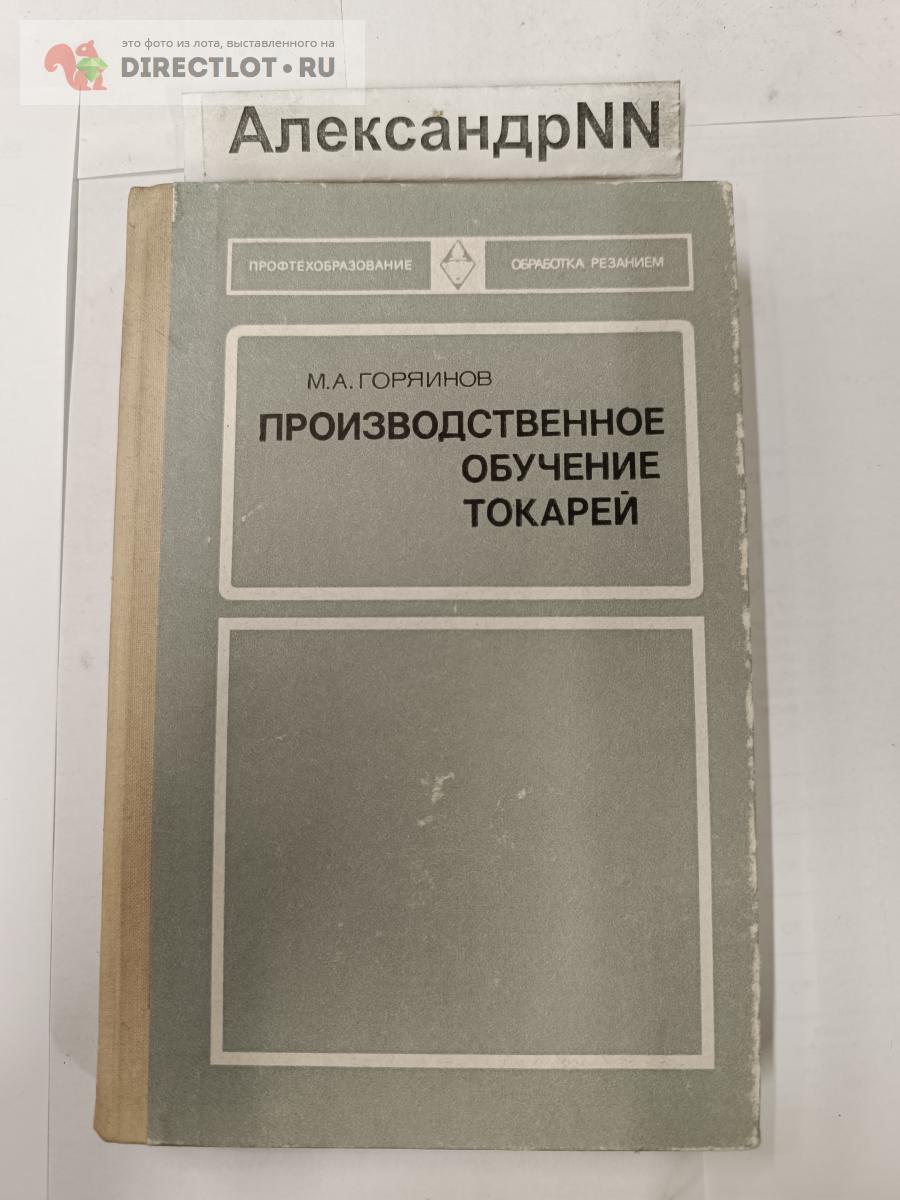 это фото из лота, выставленного на
DIRECTLOT.RU
АлександрNN
ПРОФТЕХОБРАЗОВАНИЕ
ОБРАБОТКА РЕЗАНИЕМ
М.А. ГОРЯИНОВ
ПРОИЗВОДСТВЕННОЕ
ОБУЧЕНИЕ
ТОКАРЕЙ